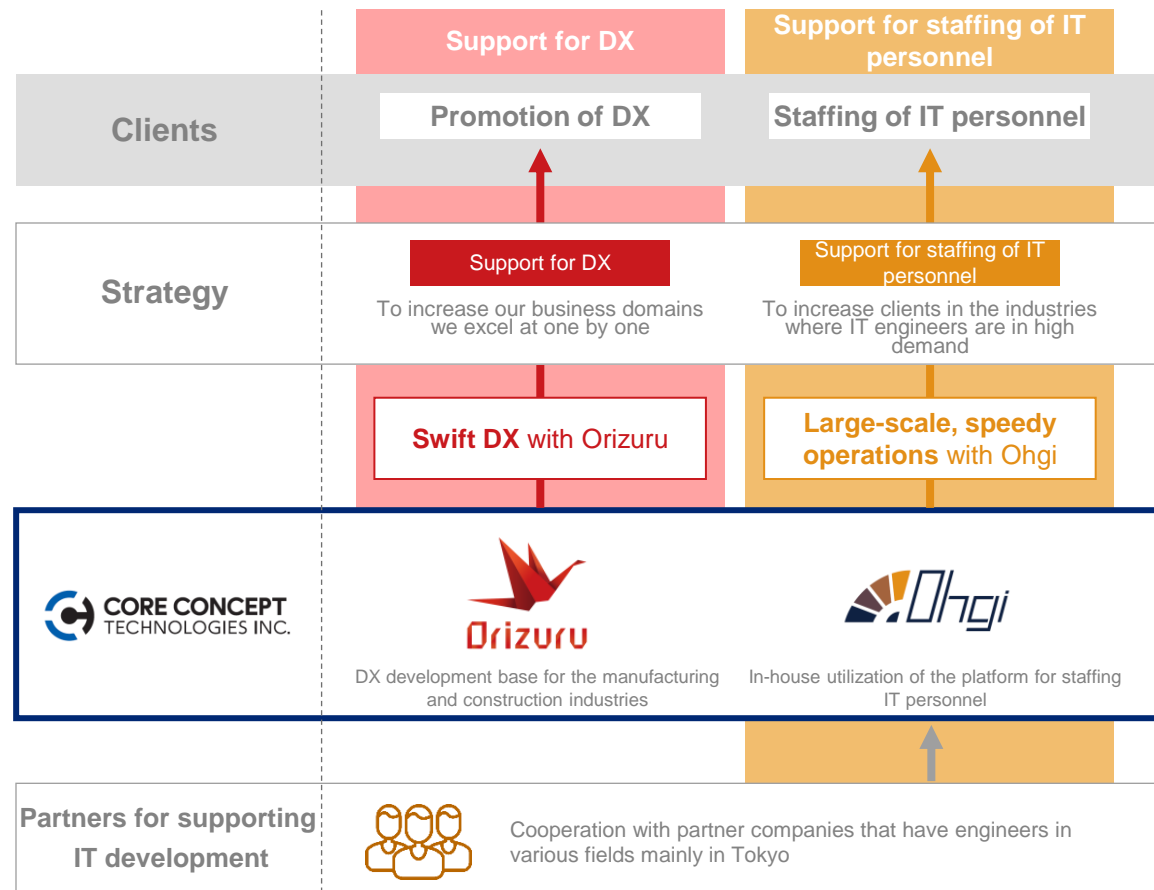 Support for DX
Support for staffing of IT
personnel
Clients
Promotion of DX
Staffing of IT personnel
Strategy
Support for DX
To increase our business domains
we excel at one by one
Support for staffing of IT
personnel
To increase clients in the industries
where IT engineers are in high
demand
Swift DX with Orizuru
Large-scale, speedy
operations with Ohgi
CORE CONCEPT
TECHNOLOGIES INC.
Orizuru
DX development base for the manufacturing
and construction industries
Ohgi
In-house utilization of the platform for staffing
IT personnel
Partners for supporting
IT development
Cooperation with partner companies that have engineers in
various fields mainly in Tokyo